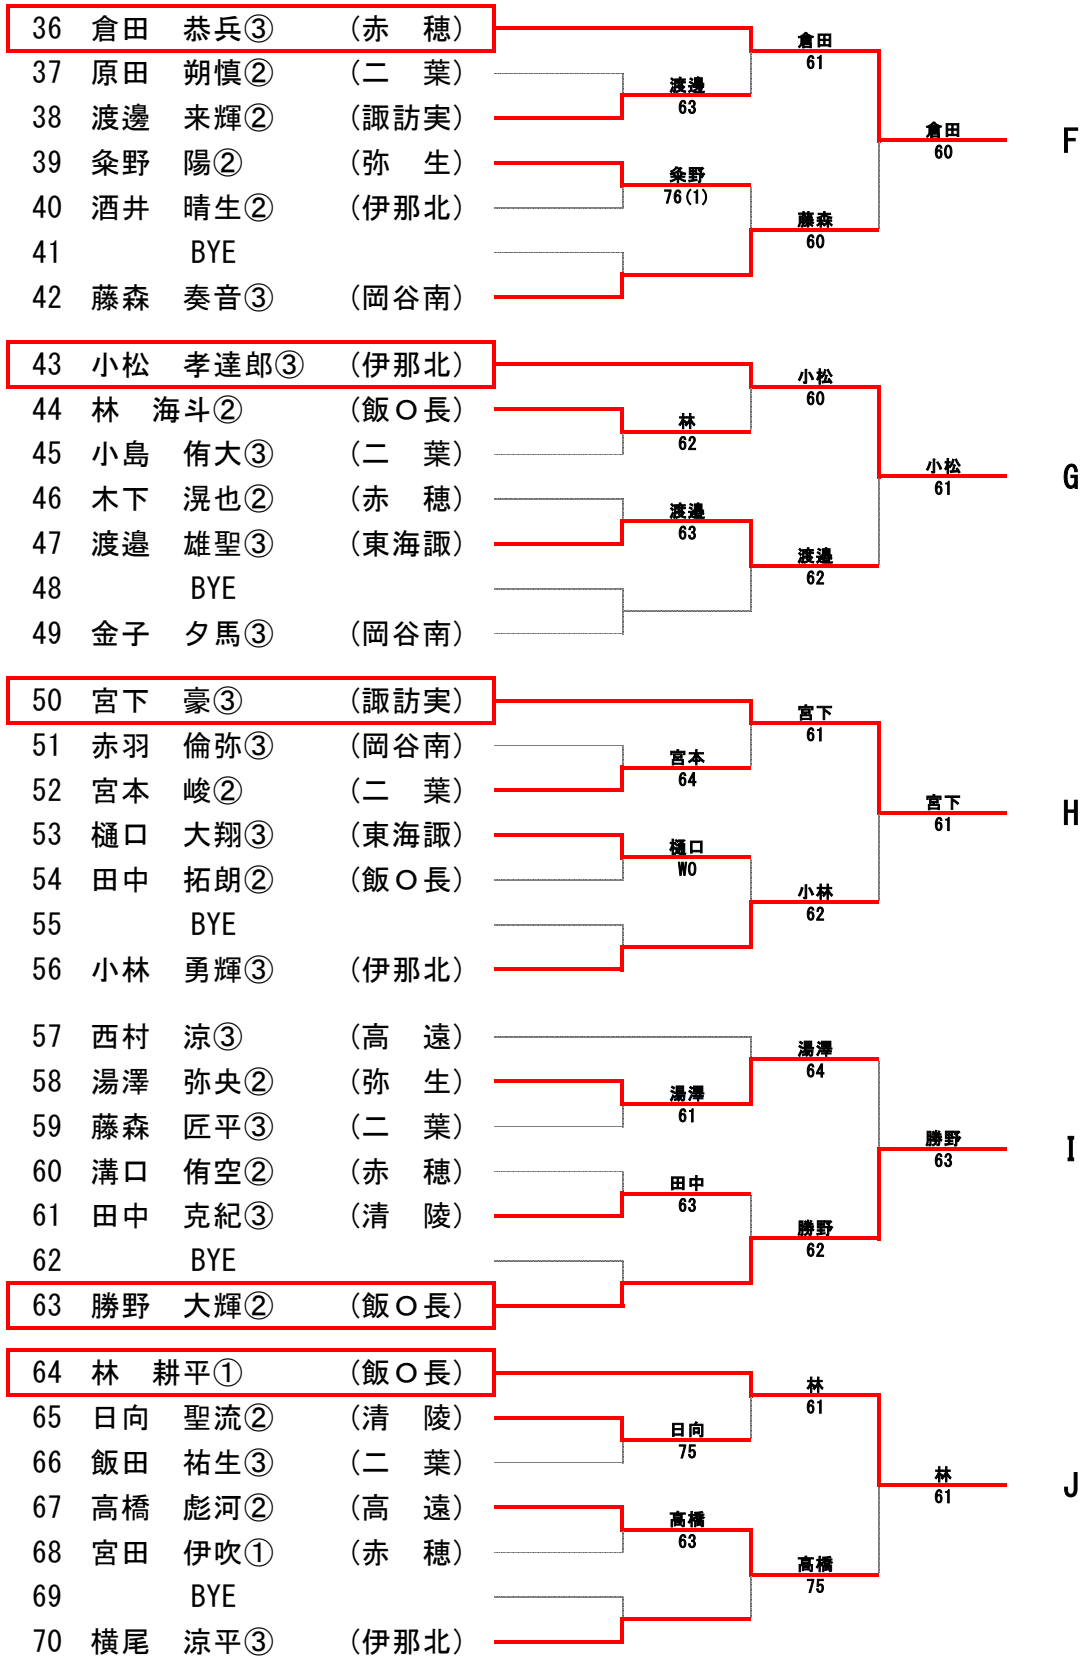 36 倉田 恭兵③ (赤 穂)
倉田
61
37 原田 朔慎② (二 葉)
渡邊
63
38 渡邊 来輝② (諏訪実)
倉田
60
F
39 粂野 陽② (弥 生)
粂野
76(1)
40 酒井 晴生② (伊那北)
藤森
60
41 BYE
42 藤森 奏音③ (岡谷南)
43 小松 孝達郎③ (伊那北)
小松
60
44 林 海斗② (飯O長)
林
62
45 小島 侑大③ (二 葉)
小松
61
G
46 木下 滉也② (赤 穂)
渡邉
63
47 渡邉 雄聖③ (東海諏)
渡邉
62
48 BYE
49 金子 夕馬③ (岡谷南)
50 宮下 豪③ (諏訪実)
宮下
61
51 赤羽 倫弥③ (岡谷南)
宮本
64
52 宮本 峻② (二 葉)
宮下
61
H
53 樋口 大翔③ (東海諏)
樋口
WO
54 田中 拓朗② (飯O長)
小林
62
55 BYE
56 小林 勇輝③ (伊那北)
57 西村 涼③ (高 遠)
湯澤
64
58 湯澤 弥央② (弥 生)
湯澤
61
59 藤森 匠平③ (二 葉)
勝野
63
I
60 溝口 侑空② (赤 穂)
田中
63
61 田中 克紀③ (清 陵)
勝野
62
62 BYE
63 勝野 大輝② (飯O長)
64 林 耕平① (飯O長)
林
61
65 日向 聖流② (清 陵)
日向
75
66 飯田 祐生③ (二 葉)
林
61
J
67 高橋 彪河② (高 遠)
高橋
63
68 宮田 伊吹① (赤 穂)
高橋
75
69 BYE
70 横尾 涼平③ (伊那北)